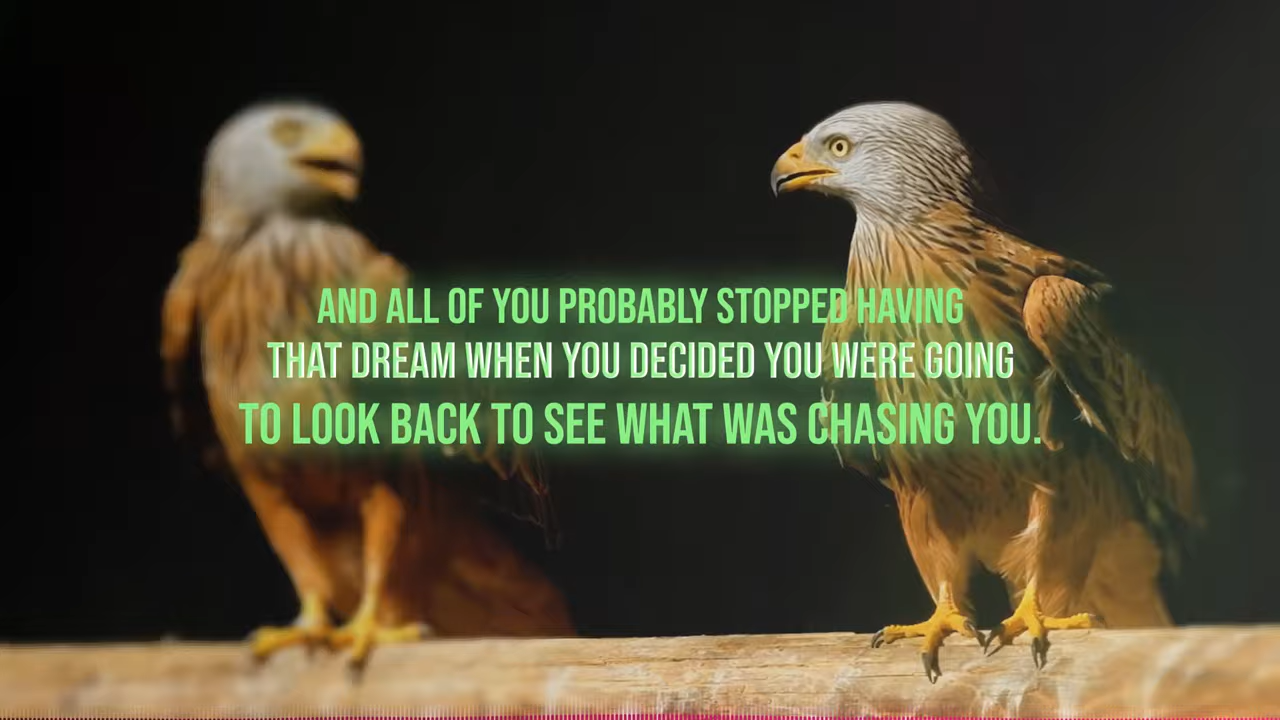 AND ALL OF YOU PROBABLY STOPPED HAVING
THAT DREAM WHEN YOU DECIDED YOU WERE GOING
TO LOOK BACK TO SEE WHAT WAS CHASING YOU.